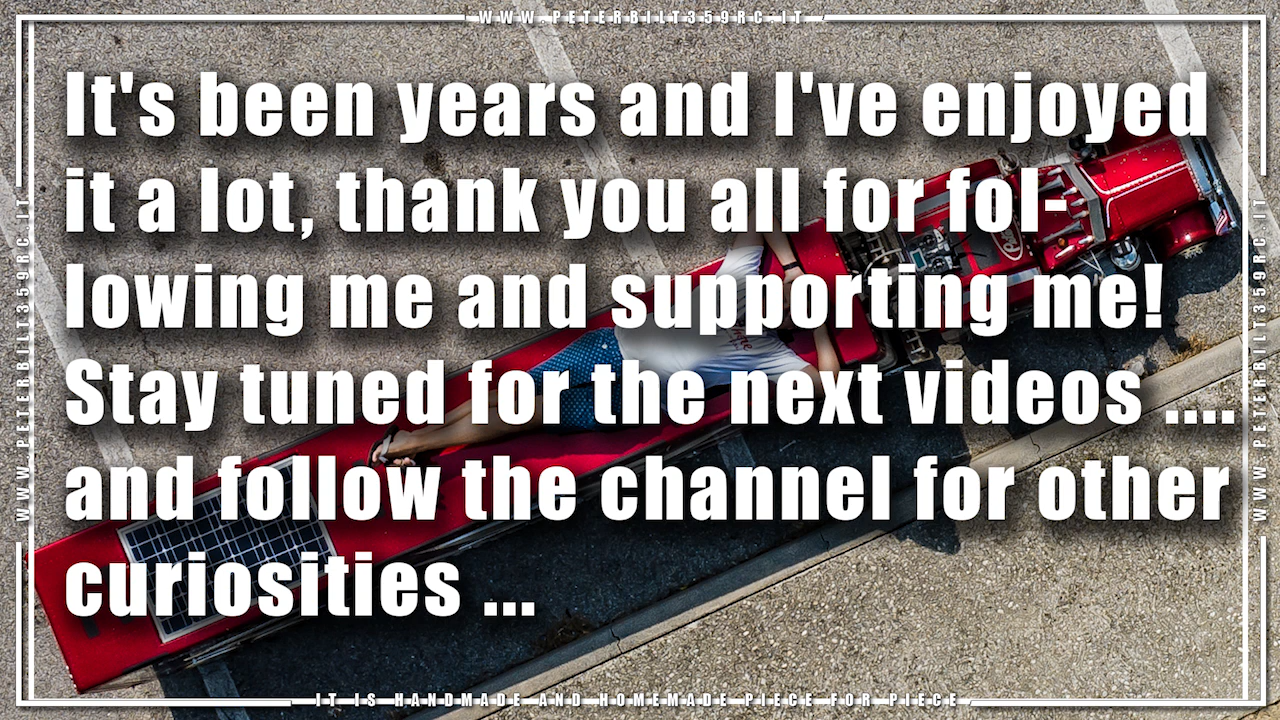 WWW.PETERBILT359RC.IT
It's been years and I've enjoyed
it a lot, thank you all for fol-
lowing me and supporting me!
Stay tuned for the next videos ....
and follow the channel for other
curiosities ...
WWW.PETERBILT359RC.IT
WWW.PETERBILT359RC.IT
IT IS HANDMADE AND HOMEMADE PIECE FOR PIECE